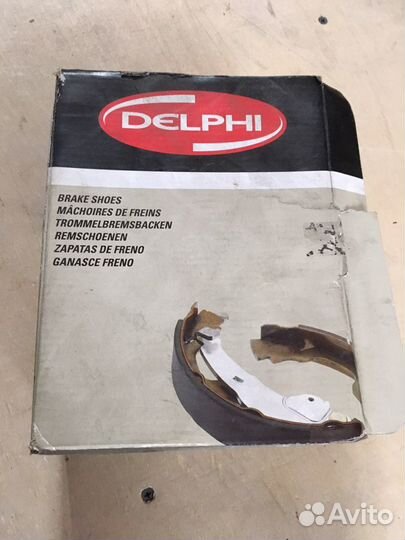 DELPHI
BRAKE SHOES
MÂCHOIRES DE FREINS
TROMMELBREMSBACKEN
REMSCHOENEN
ZAPATAS DE FRENO
GANASCE FRENO
Avito